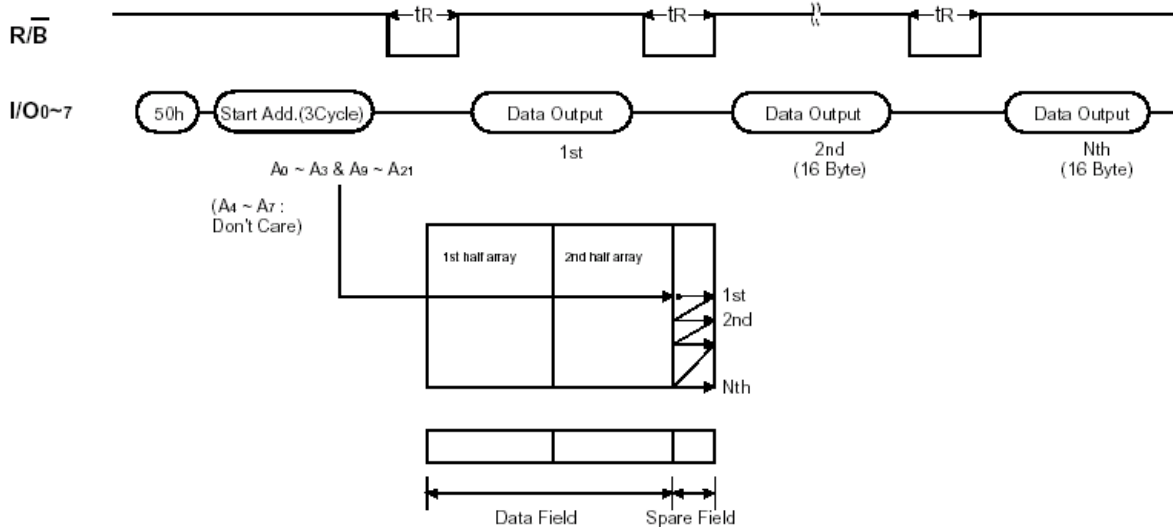 R/B
tR
tR
tR
I/O0~7
50h
Start Add.(3Cycle)
Data Output
Data Output
Data Output
1st
2nd
(16 Byte)
Nth
(16 Byte)
A0 ~ A3 & A9 ~ A21
(A4 ~ A7 :
Don't Care)
1st half array
2nd half array
1st
2nd
Nth
Data Field
Spare Field